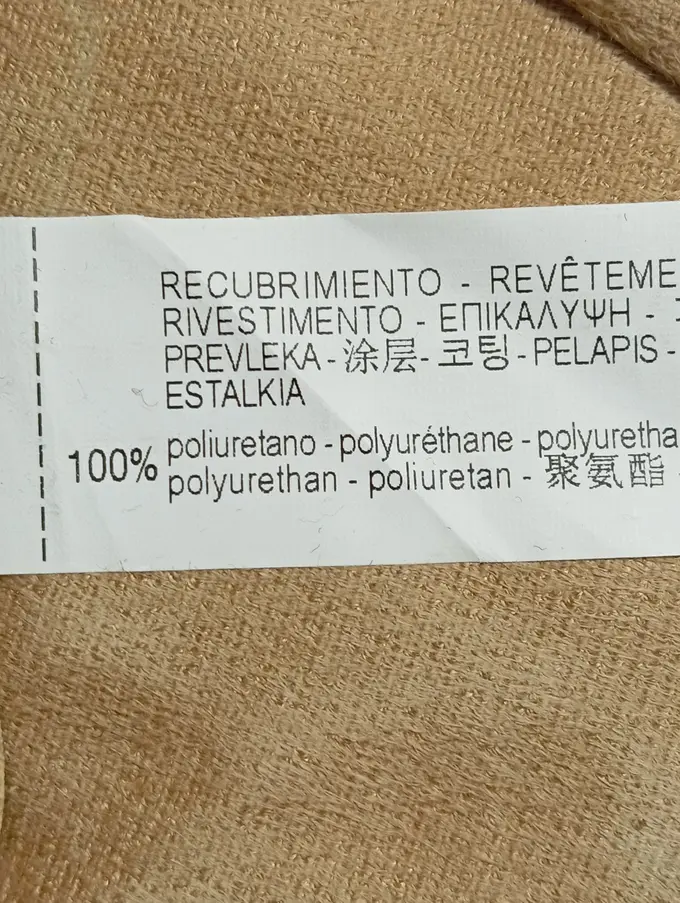 RECUBRIMIENTO - REVÊTEME
RIVESTIMENTO - ΕΠΙΚΑΛΥΨΗ -
PREVLEKA - 涂层 - 코팅 - PELAPIS -
ESTALKIA
100% poliuretano - polyuréthane - polyuretha
polyurethan - poliuretan - 聚氨酯